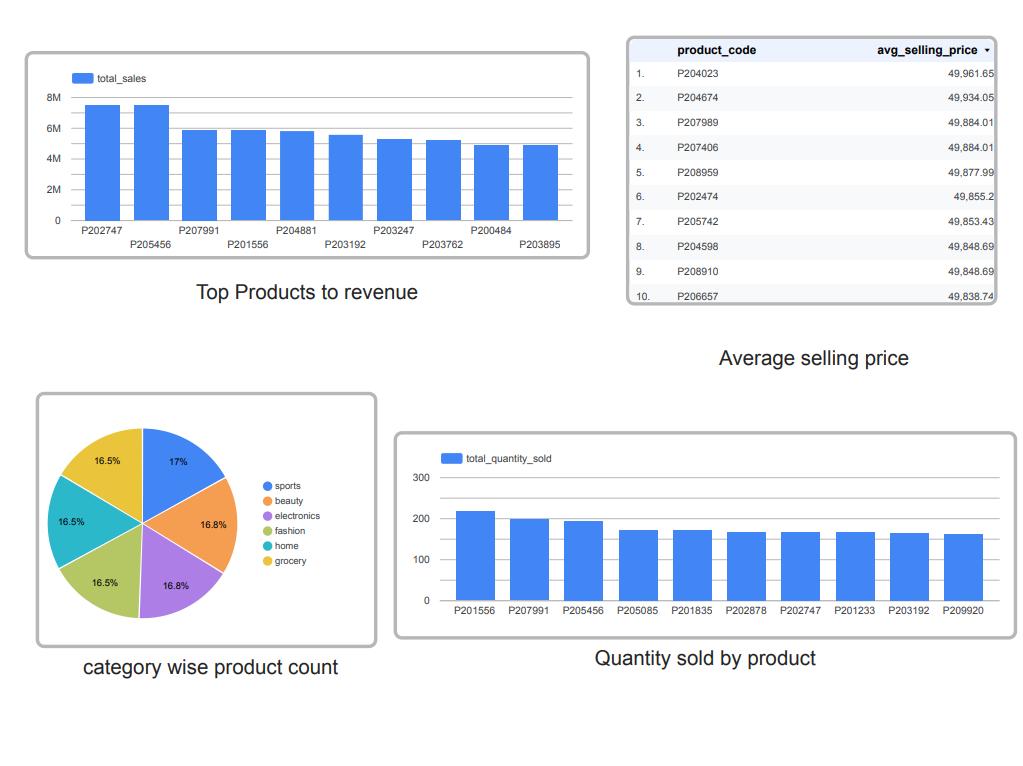 total_sales
8M
6M
4M
2M
0
P202747 P207991 P204881 P203247 P200484
P205456 P201556 P203192 P203762 P203895
Top Products to revenue
product_code avg_selling_price
1. P204023 49,961.65
2. P204674 49,934.05
3. P207989 49,884.01
4. P207406 49,884.01
5. P208959 49,877.99
6. P202474 49,855.2
7. P205742 49,853.43
8. P204598 49,848.69
9. P208910 49,848.69
10. P206657 49,838.74
Average selling price
17%
16.8%
16.8%
16.5%
16.5%
16.5%
sports
beauty
electronics
fashion
home
grocery
category wise product count
total_quantity_sold
300
200
100
0
P201556 P207991 P205456 P205085 P201835 P202878 P202747 P201233 P203192 P209920
Quantity sold by product